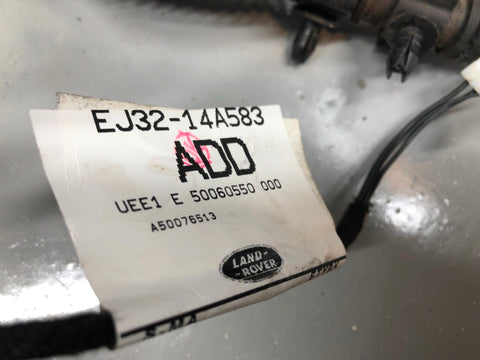 EJ32-14A583
ADD
UEE1 E 50060550 000
A50076513
LAND-
ROVER